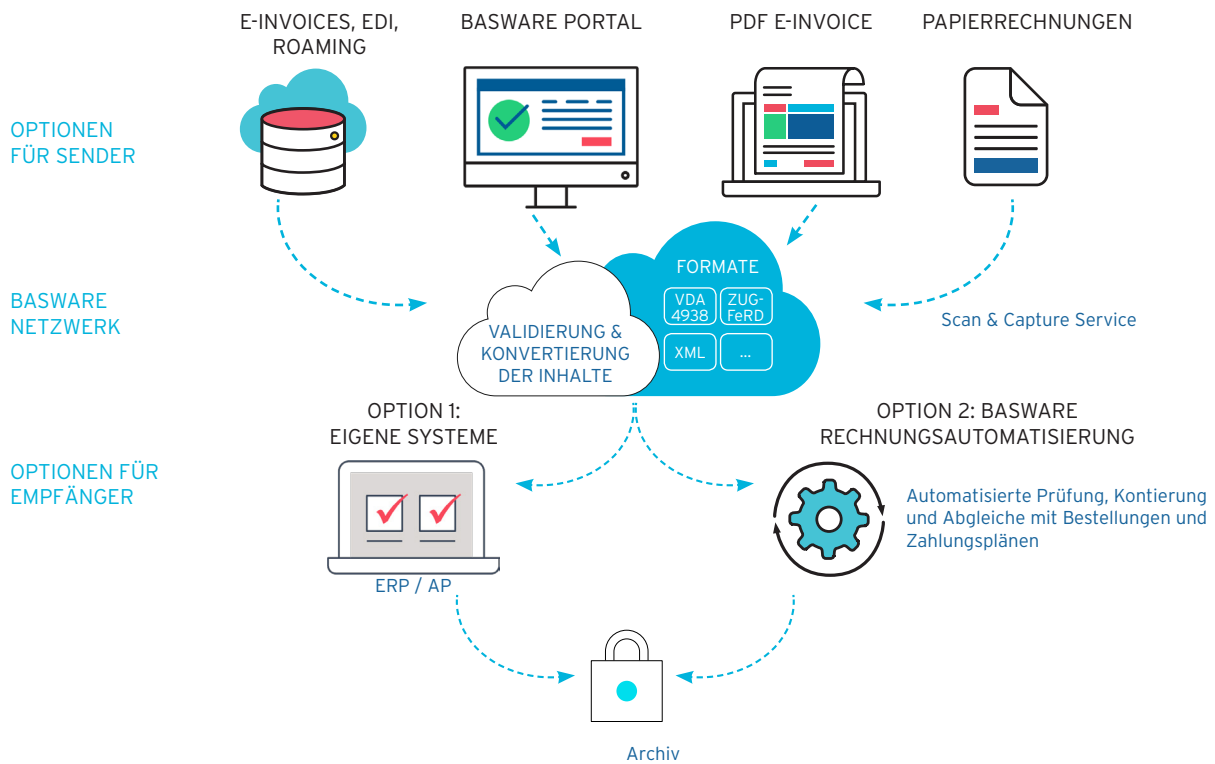 E-INVOICES, EDI,
ROAMING
BASWARE PORTAL
PDF E-INVOICE
PAPIERRECHNUNGEN
OPTIONEN
FÜR SENDER
BASWARE
NETZWERK
FORMATE
VDA
4938
ZUG-
FeRD
XML
...
VALIDIERUNG &
KONVERTIERUNG
DER INHALTE
Scan & Capture Service
OPTION 1:
EIGENE SYSTEME
OPTION 2: BASWARE
RECHNUNGSAUTOMATISIERUNG
OPTIONEN FÜR
EMPFÄNGER
Automatisierte Prüfung, Kontierung
und Abgleiche mit Bestellungen und
Zahlungsplänen
ERP / AP
Archiv